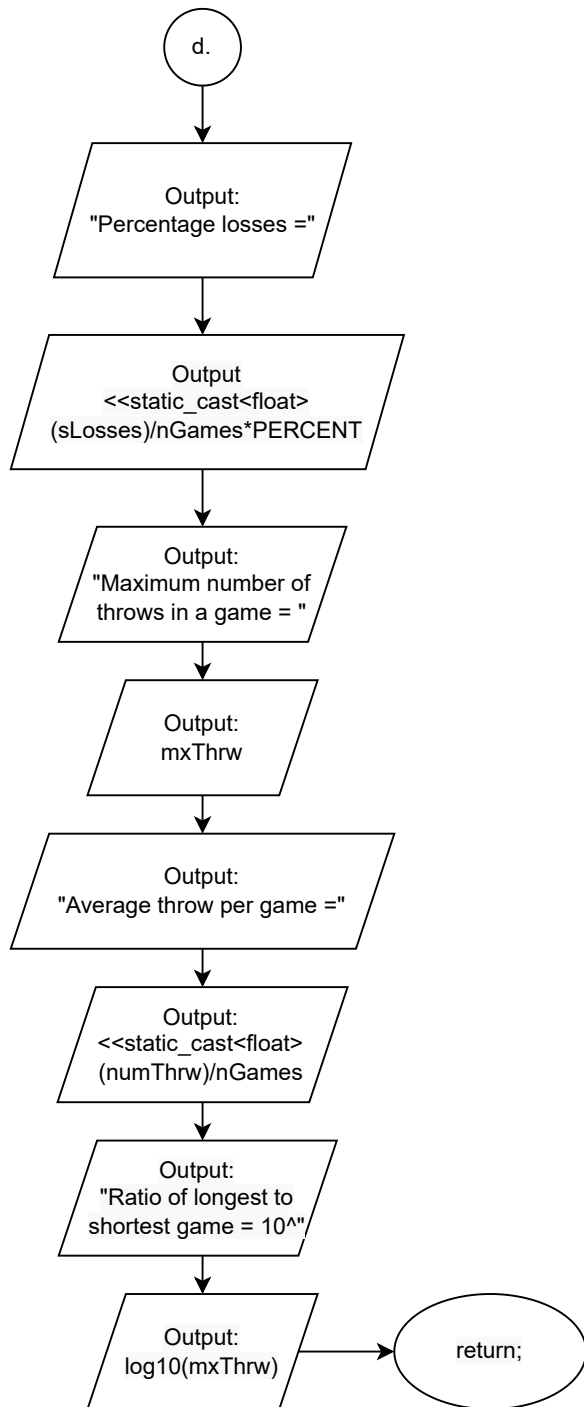 d.
Output:
"Percentage losses ="
Output
<<static_cast<float>
(sLosses)/nGames*PERCENT
Output:
"Maximum number of
throws in a game = "
Output:
mxThrw
Output:
"Average throw per game ="
Output:
<<static_cast<float>
(numThrw)/nGames
Output:
"Ratio of longest to
shortest game = 10^"
Output:
log10(mxThrw)
return;